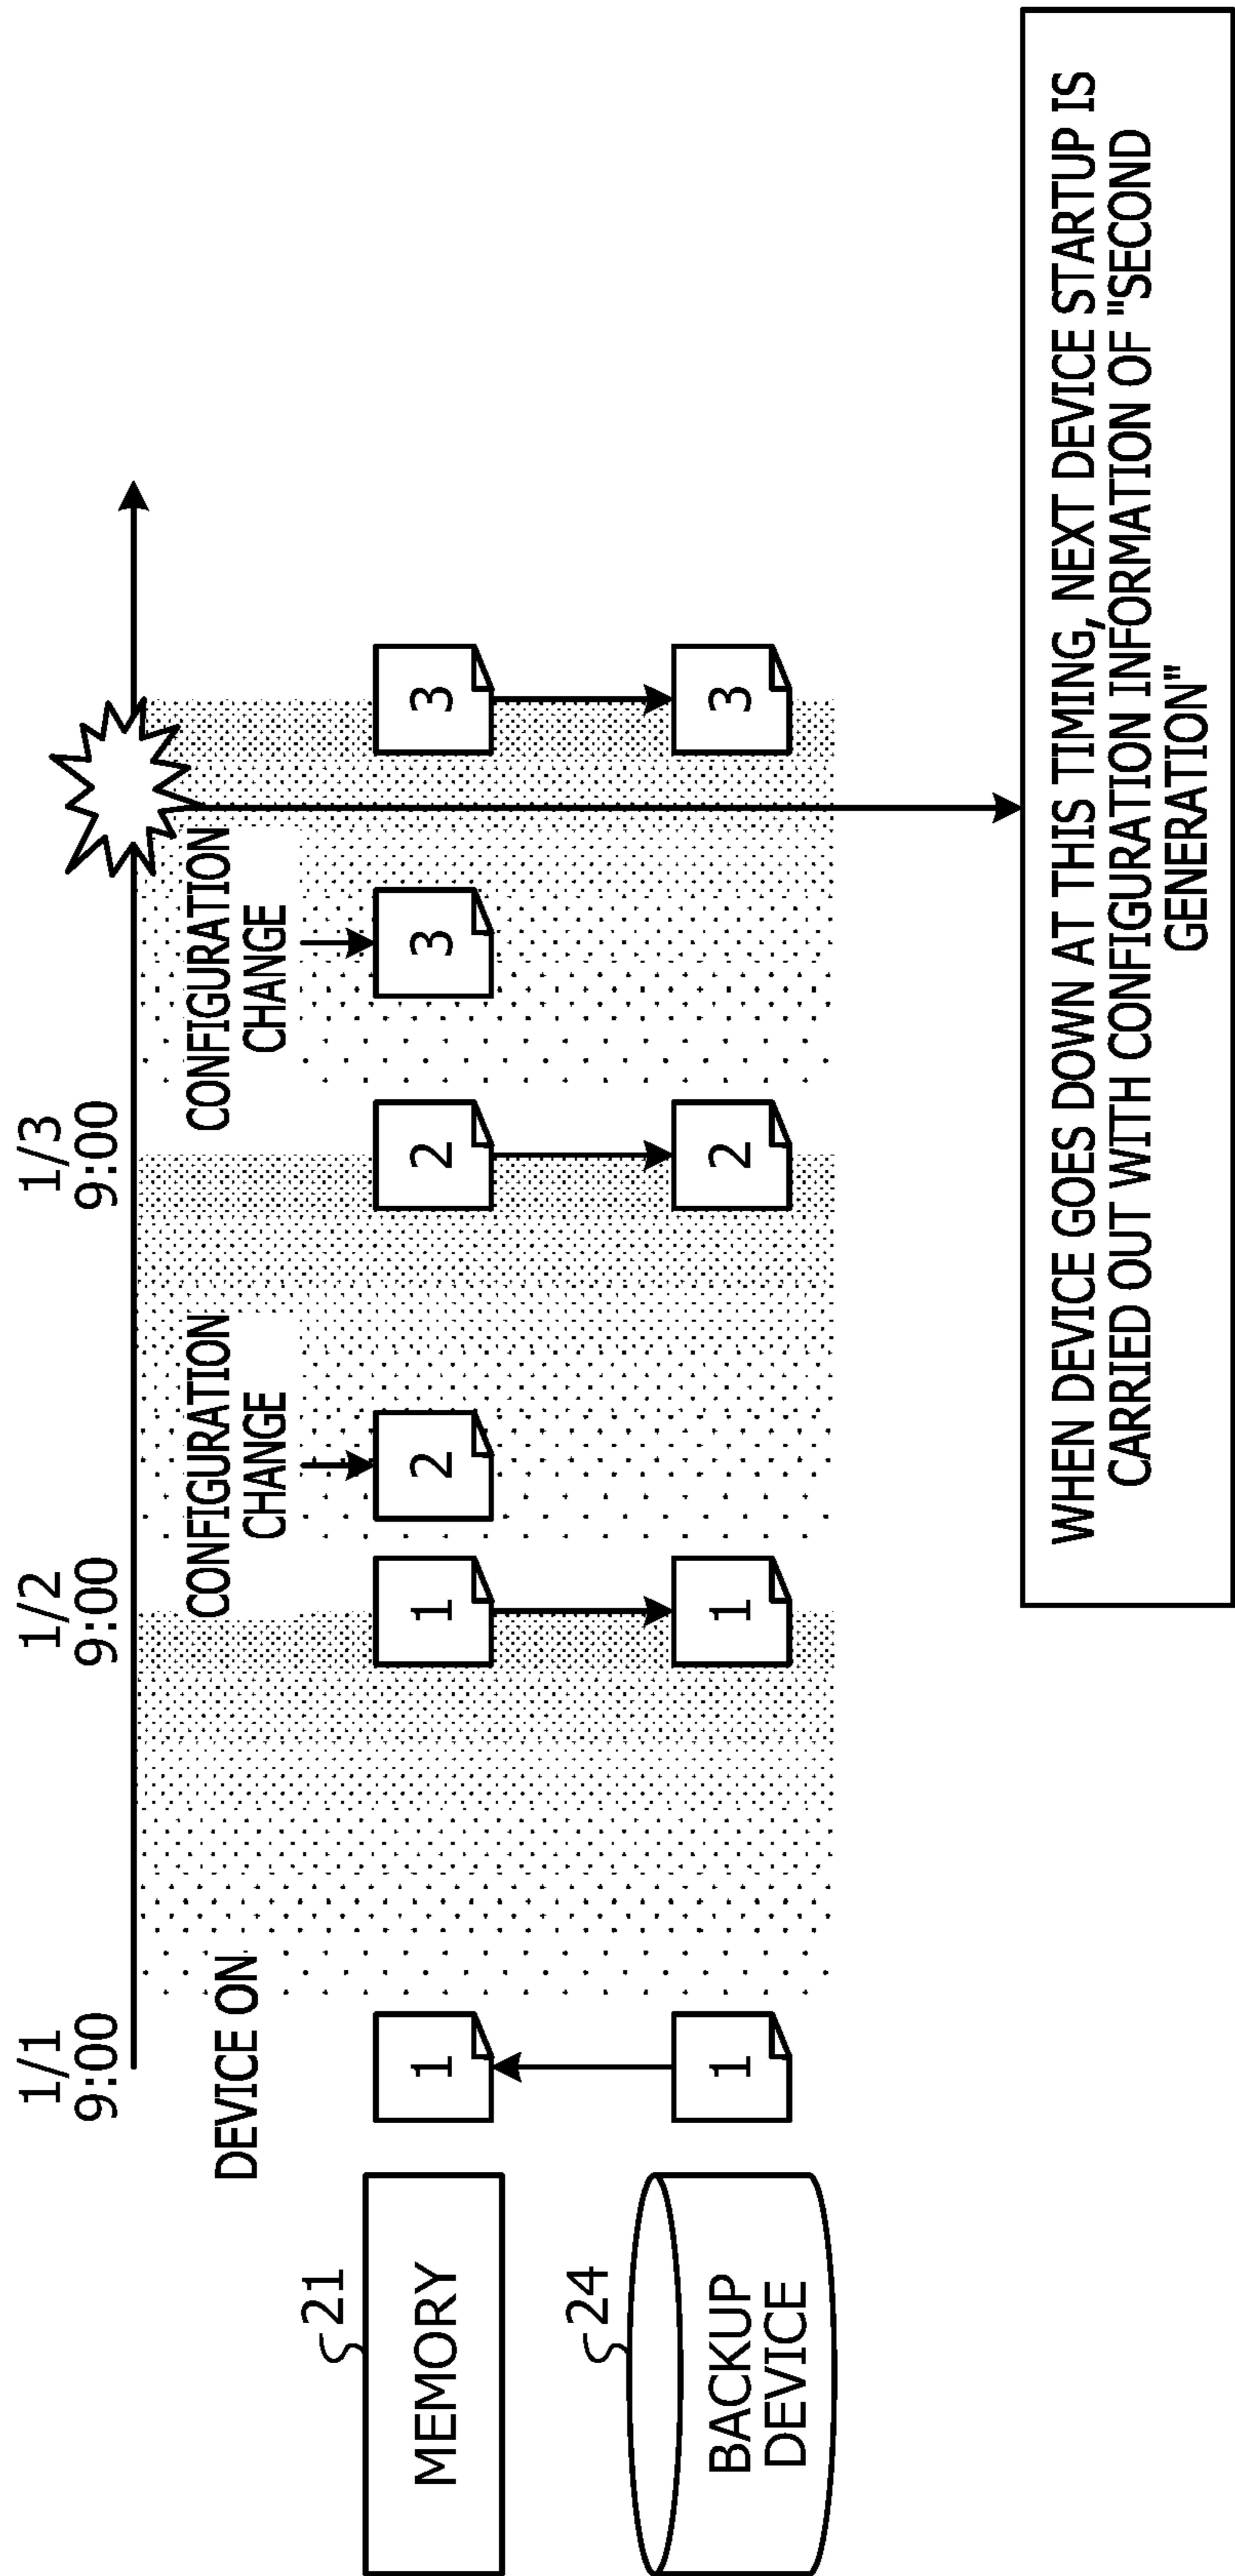 1/1
9:00
1/2
9:00
1/3
9:00
DEVICE ON
CONFIGURATION
CHANGE
CONFIGURATION
CHANGE
21
MEMORY
1
1
2
2
3
3
24
BACKUP
DEVICE
1
1
2
3
WHEN DEVICE GOES DOWN AT THIS TIMING, NEXT DEVICE STARTUP IS
CARRIED OUT WITH CONFIGURATION INFORMATION OF "SECOND
GENERATION"